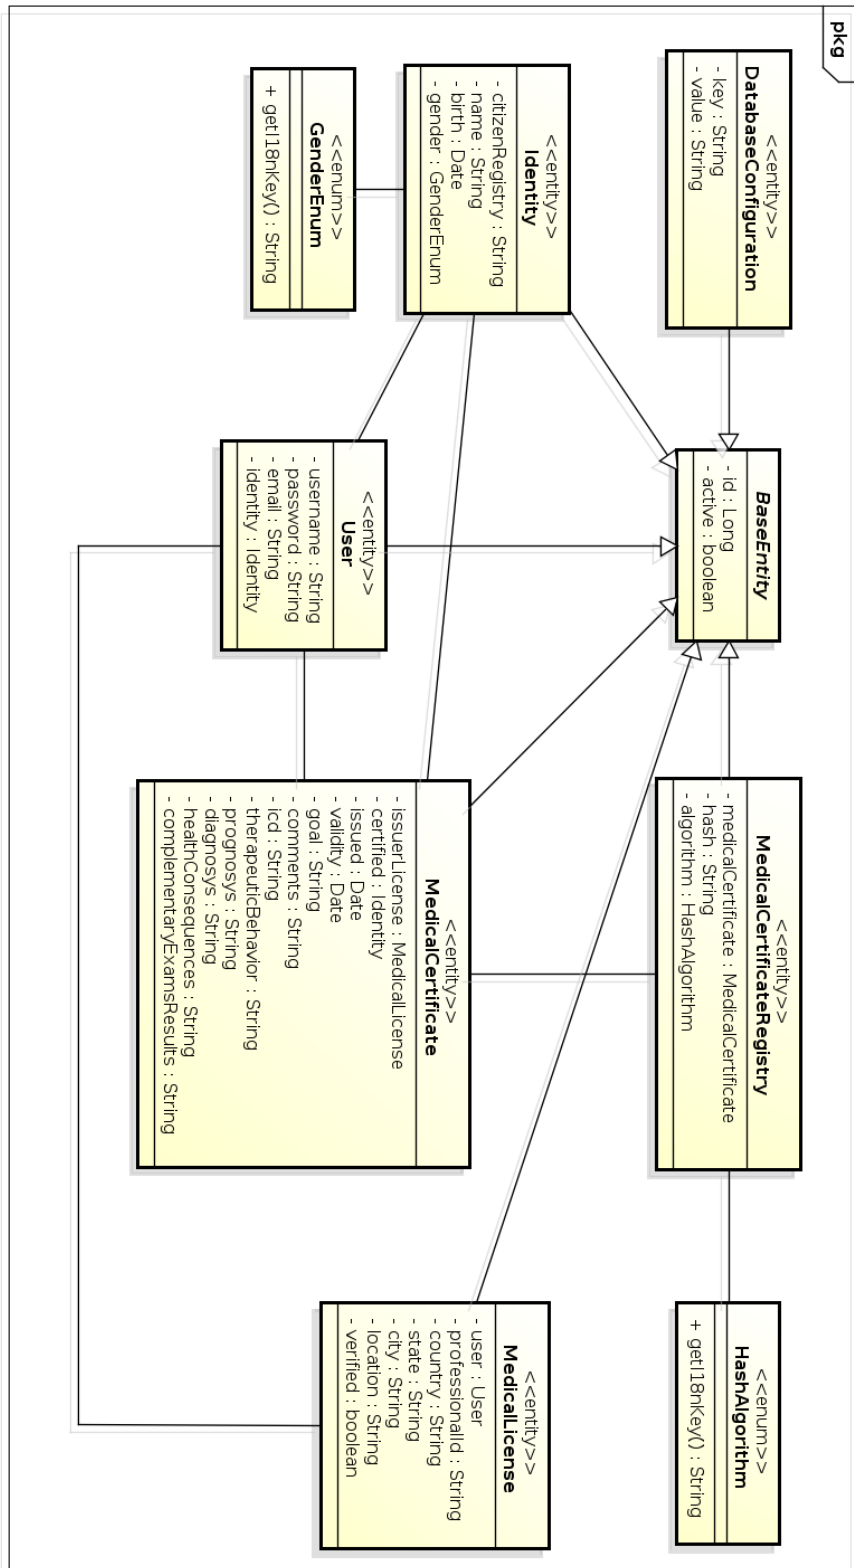 pkg
<<entity>>
DatabaseConfiguration
- key : String
- value : String
BaseEntity
- id : Long
- active : boolean
<<entity>>
MedicalCertificateRegistry
- medicalCertificate : MedicalCertificate
- hash : String
- algorithm : HashAlgorithm
<<enum>>
HashAlgorithm
+ getI18nKey() : String
<<entity>>
Identity
- citizenRegistry : String
- name : String
- birth : Date
- gender : GenderEnum
<<enum>>
GenderEnum
+ getI18nKey() : String
<<entity>>
User
- username : String
- password : String
- email : String
- identity : Identity
<<entity>>
MedicalCertificate
- issuerLicense : MedicalLicense
- certified : Identity
- issued : Date
- validity : Date
- goal : String
- comments : String
- icd : String
- therapeuticBehavior : String
- prognosys : String
- diagnosys : String
- healthConsequences : String
- complementaryExamsResults : String
<<entity>>
MedicalLicense
- user : User
- professionalId : String
- country : String
- state : String
- city : String
- location : String
- verified : boolean